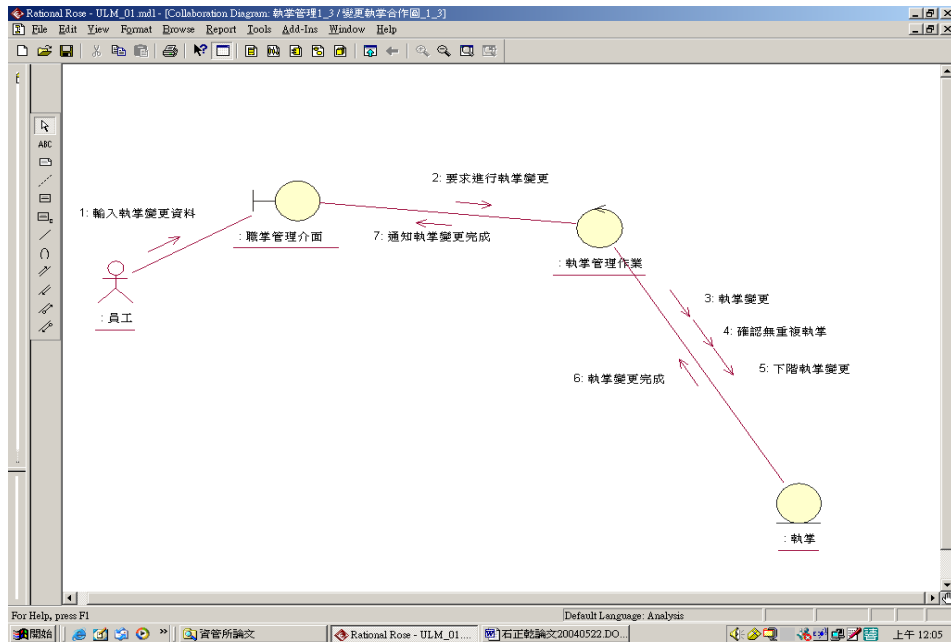 Rational Rose - ULM_01.mdl - [Collaboration Diagram: 執掌管理1_3 / 變更執掌合作圖_1_3]
File Edit View Format Browse Report Tools Add-Ins Window Help
ABC
2: 要求進行執掌變更
1: 輸入執掌變更資料
: 職掌管理介面
7: 通知執掌變更完成
: 執掌管理作業
: 員工
3: 執掌變更
4: 確認無重複執掌
5: 下階執掌變更
6: 執掌變更完成
: 執掌
For Help, press F1
Default Language: Analysis
開始
資管所論文
Rational Rose - ULM_01....
石正乾論文20040522.DO...
上午 12:07